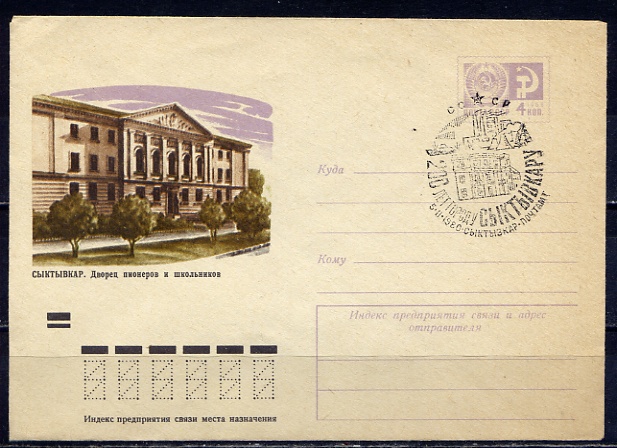 4 КОП
СССР
200 ЛЕТ ГОРОДУ СЫКТЫВКАРУ
СЫКТЫВКАР-ПОЧТАМТ
Куда
СЫКТЫВКАР. Дворец пионеров и школьников
Кому
Индекс предприятия связи и адрес
отправителя
Индекс предприятия связи места назначения